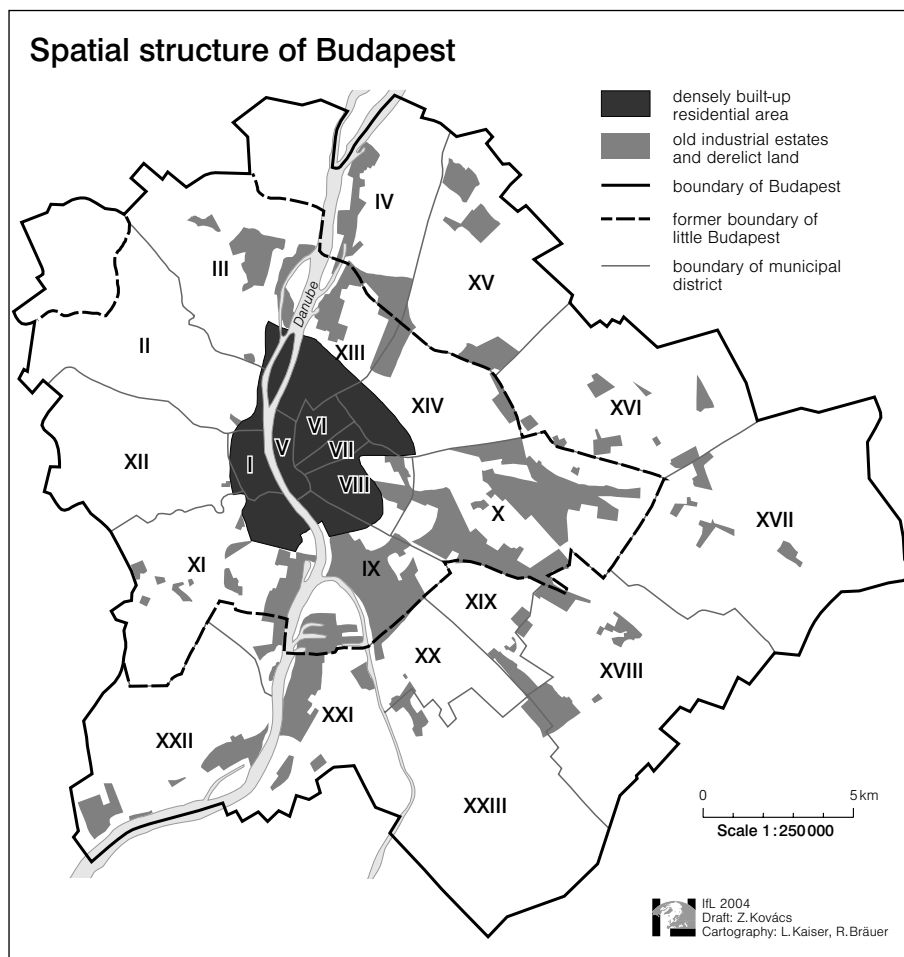 Spatial structure of Budapest
densely built-up
residential area
old industrial estates
and derelict land
boundary of Budapest
former boundary of
little Budapest
boundary of municipal
district
IV
III
XV
Danube
II
XIII
XIV
XVI
VI
V
VII
XII
I
VIII
X
XVII
XI
IX
XIX
XX
XVIII
XXI
XXII
XXIII
0 5 km
Scale 1:250 000
IfL 2004
Draft: Z. Kovács
Cartography: L. Kaiser, R. Bräuer